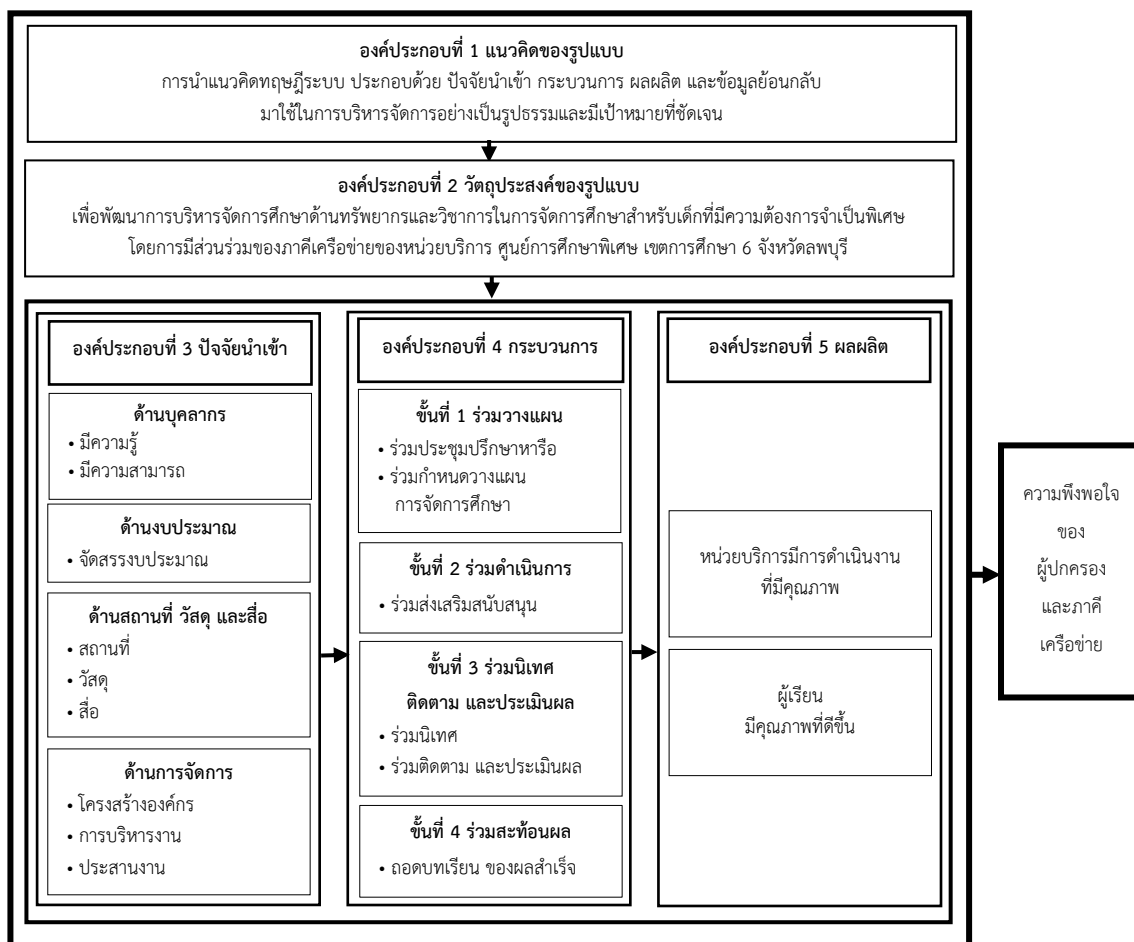 องค์ประกอบที่ 1 แนวคิดของรูปแบบ
การนำแนวคิดทฤษฎีระบบ ประกอบด้วย ปัจจัยนำเข้า กระบวนการ ผลผลิต และข้อมูลย้อนกลับ
มาใช้ในการบริหารจัดการอย่างเป็นรูปธรรมและมีเป้าหมายที่ชัดเจน
องค์ประกอบที่ 2 วัตถุประสงค์ของรูปแบบ
เพื่อพัฒนาการบริหารจัดการศึกษาด้านทรัพยากรและวิชาการในการจัดการศึกษาสำหรับเด็กที่มีความต้องการจำเป็นพิเศษ
โดยการมีส่วนร่วมของภาคีเครือข่ายของหน่วยบริการ ศูนย์การศึกษาพิเศษ เขตการศึกษา 6 จังหวัดลพบุรี
องค์ประกอบที่ 3 ปัจจัยนำเข้า
ด้านบุคลากร
• มีความรู้
• มีความสามารถ
ด้านงบประมาณ
• จัดสรรงบประมาณ
ด้านสถานที่ วัสดุ และสื่อ
• สถานที่
• วัสดุ
• สื่อ
ด้านการจัดการ
• โครงสร้างองค์กร
• การบริหารงาน
• ประสานงาน
องค์ประกอบที่ 4 กระบวนการ
ขั้นที่ 1 ร่วมวางแผน
• ร่วมประชุมปรึกษาหารือ
• ร่วมกำหนดวางแผน
การจัดการศึกษา
ขั้นที่ 2 ร่วมดำเนินการ
• ร่วมส่งเสริมสนับสนุน
ขั้นที่ 3 ร่วมนิเทศ
ติดตาม และประเมินผล
• ร่วมนิเทศ
• ร่วมติดตาม และประเมินผล
ขั้นที่ 4 ร่วมสะท้อนผล
• ถอดบทเรียน ของผลสำเร็จ
องค์ประกอบที่ 5 ผลผลิต
หน่วยบริการมีการดำเนินงาน
ที่มีคุณภาพ
ผู้เรียน
มีคุณภาพที่ดีขึ้น
ความพึงพอใจ
ของ
ผู้ปกครอง
และภาคี
เครือข่าย